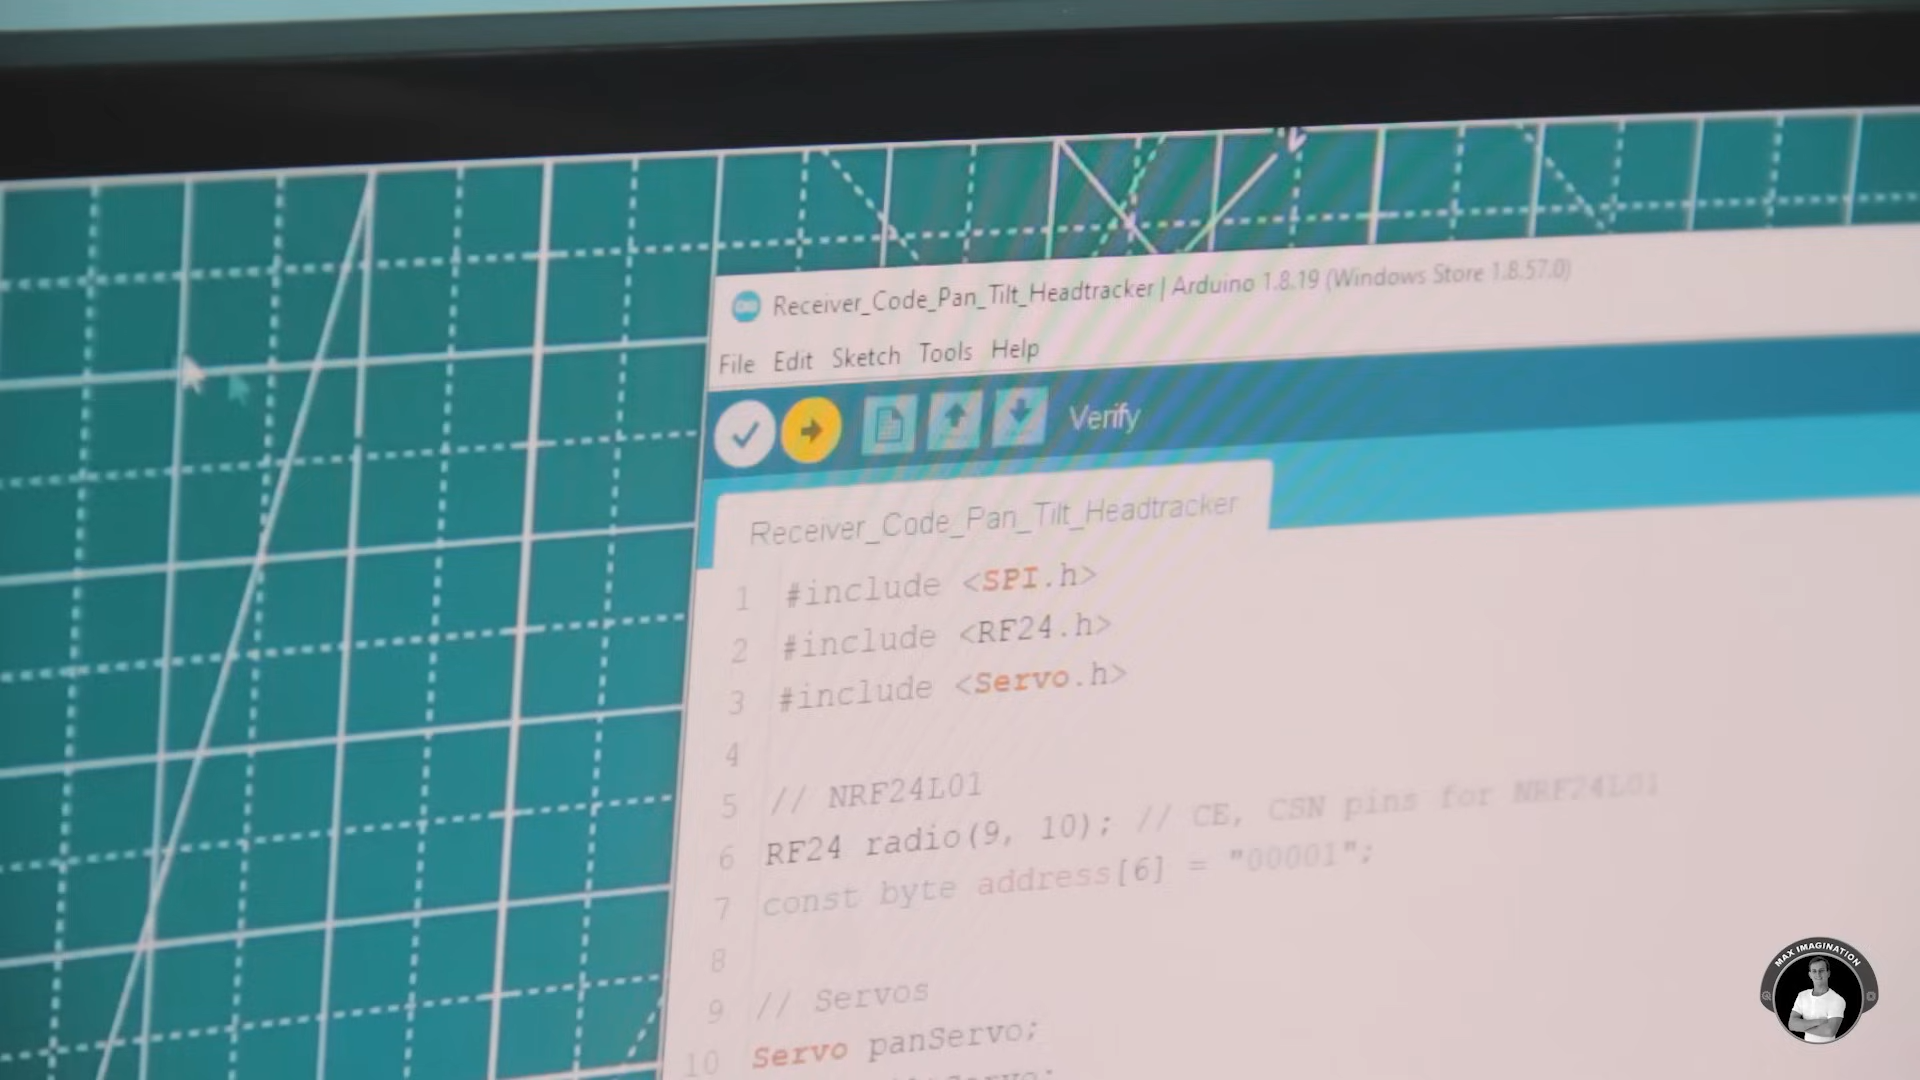 Receiver_Code_Pan_Tilt_Headtracker | Arduino 1.8.19 (Windows Store 1.8.57.0)
File Edit Sketch Tools Help
Verify
Receiver_Code_Pan_Tilt_Headtracker
1 #include <SPI.h>
2 #include <RF24.h>
3 #include <Servo.h>
4
5 // NRF24L01
6 RF24 radio(9, 10); // CE, CSN pins for NRF24L01
7 const byte address[6] = "00001";
8
9 // Servos
10 Servo panServo;
MAX IMAGINATION